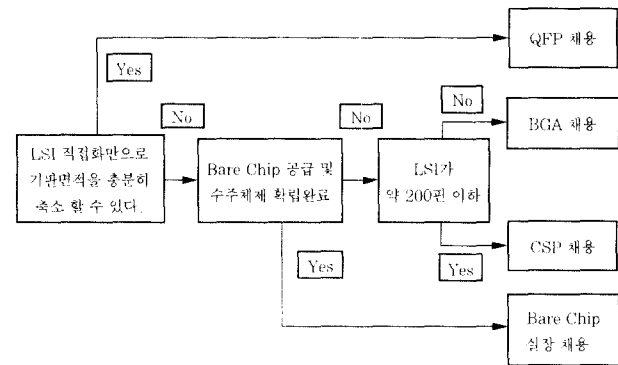 QFP 채용
Yes
No
No
No
BGA 채용
LSI 직접화만으로
기판면적을 충분히
축소 할 수 있다.
Bare Chip 공급 및
수주체제 확립완료
LSI가
약 200핀 이하
CSP 채용
Yes
Yes
Bare Chip
실장 채용